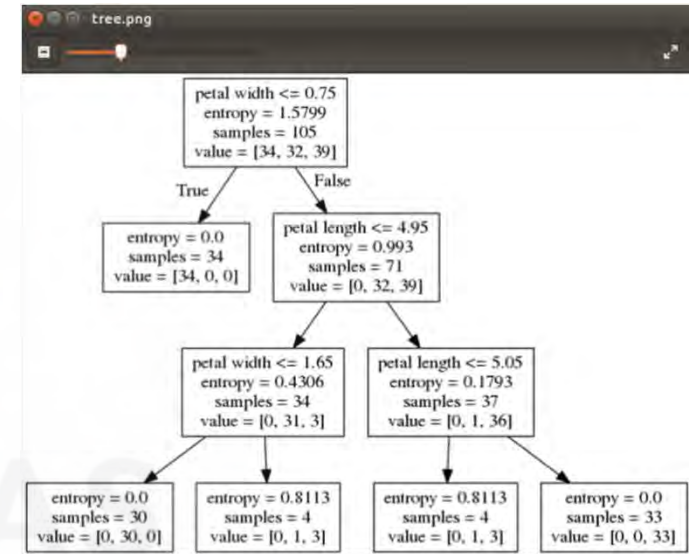 tree.png
petal width <= 0.75
entropy = 1.5799
samples = 105
value = [34, 32, 39]
True
False
entropy = 0.0
samples = 34
value = [34, 0, 0]
petal length <= 4.95
entropy = 0.993
samples = 71
value = [0, 32, 39]
petal width <= 1.65
entropy = 0.4306
samples = 34
value = [0, 31, 3]
petal length <= 5.05
entropy = 0.1793
samples = 37
value = [0, 1, 36]
entropy = 0.0
samples = 30
value = [0, 30, 0]
entropy = 0.8113
samples = 4
value = [0, 1, 3]
entropy = 0.8113
samples = 4
value = [0, 1, 3]
entropy = 0.0
samples = 33
value = [0, 0, 33]